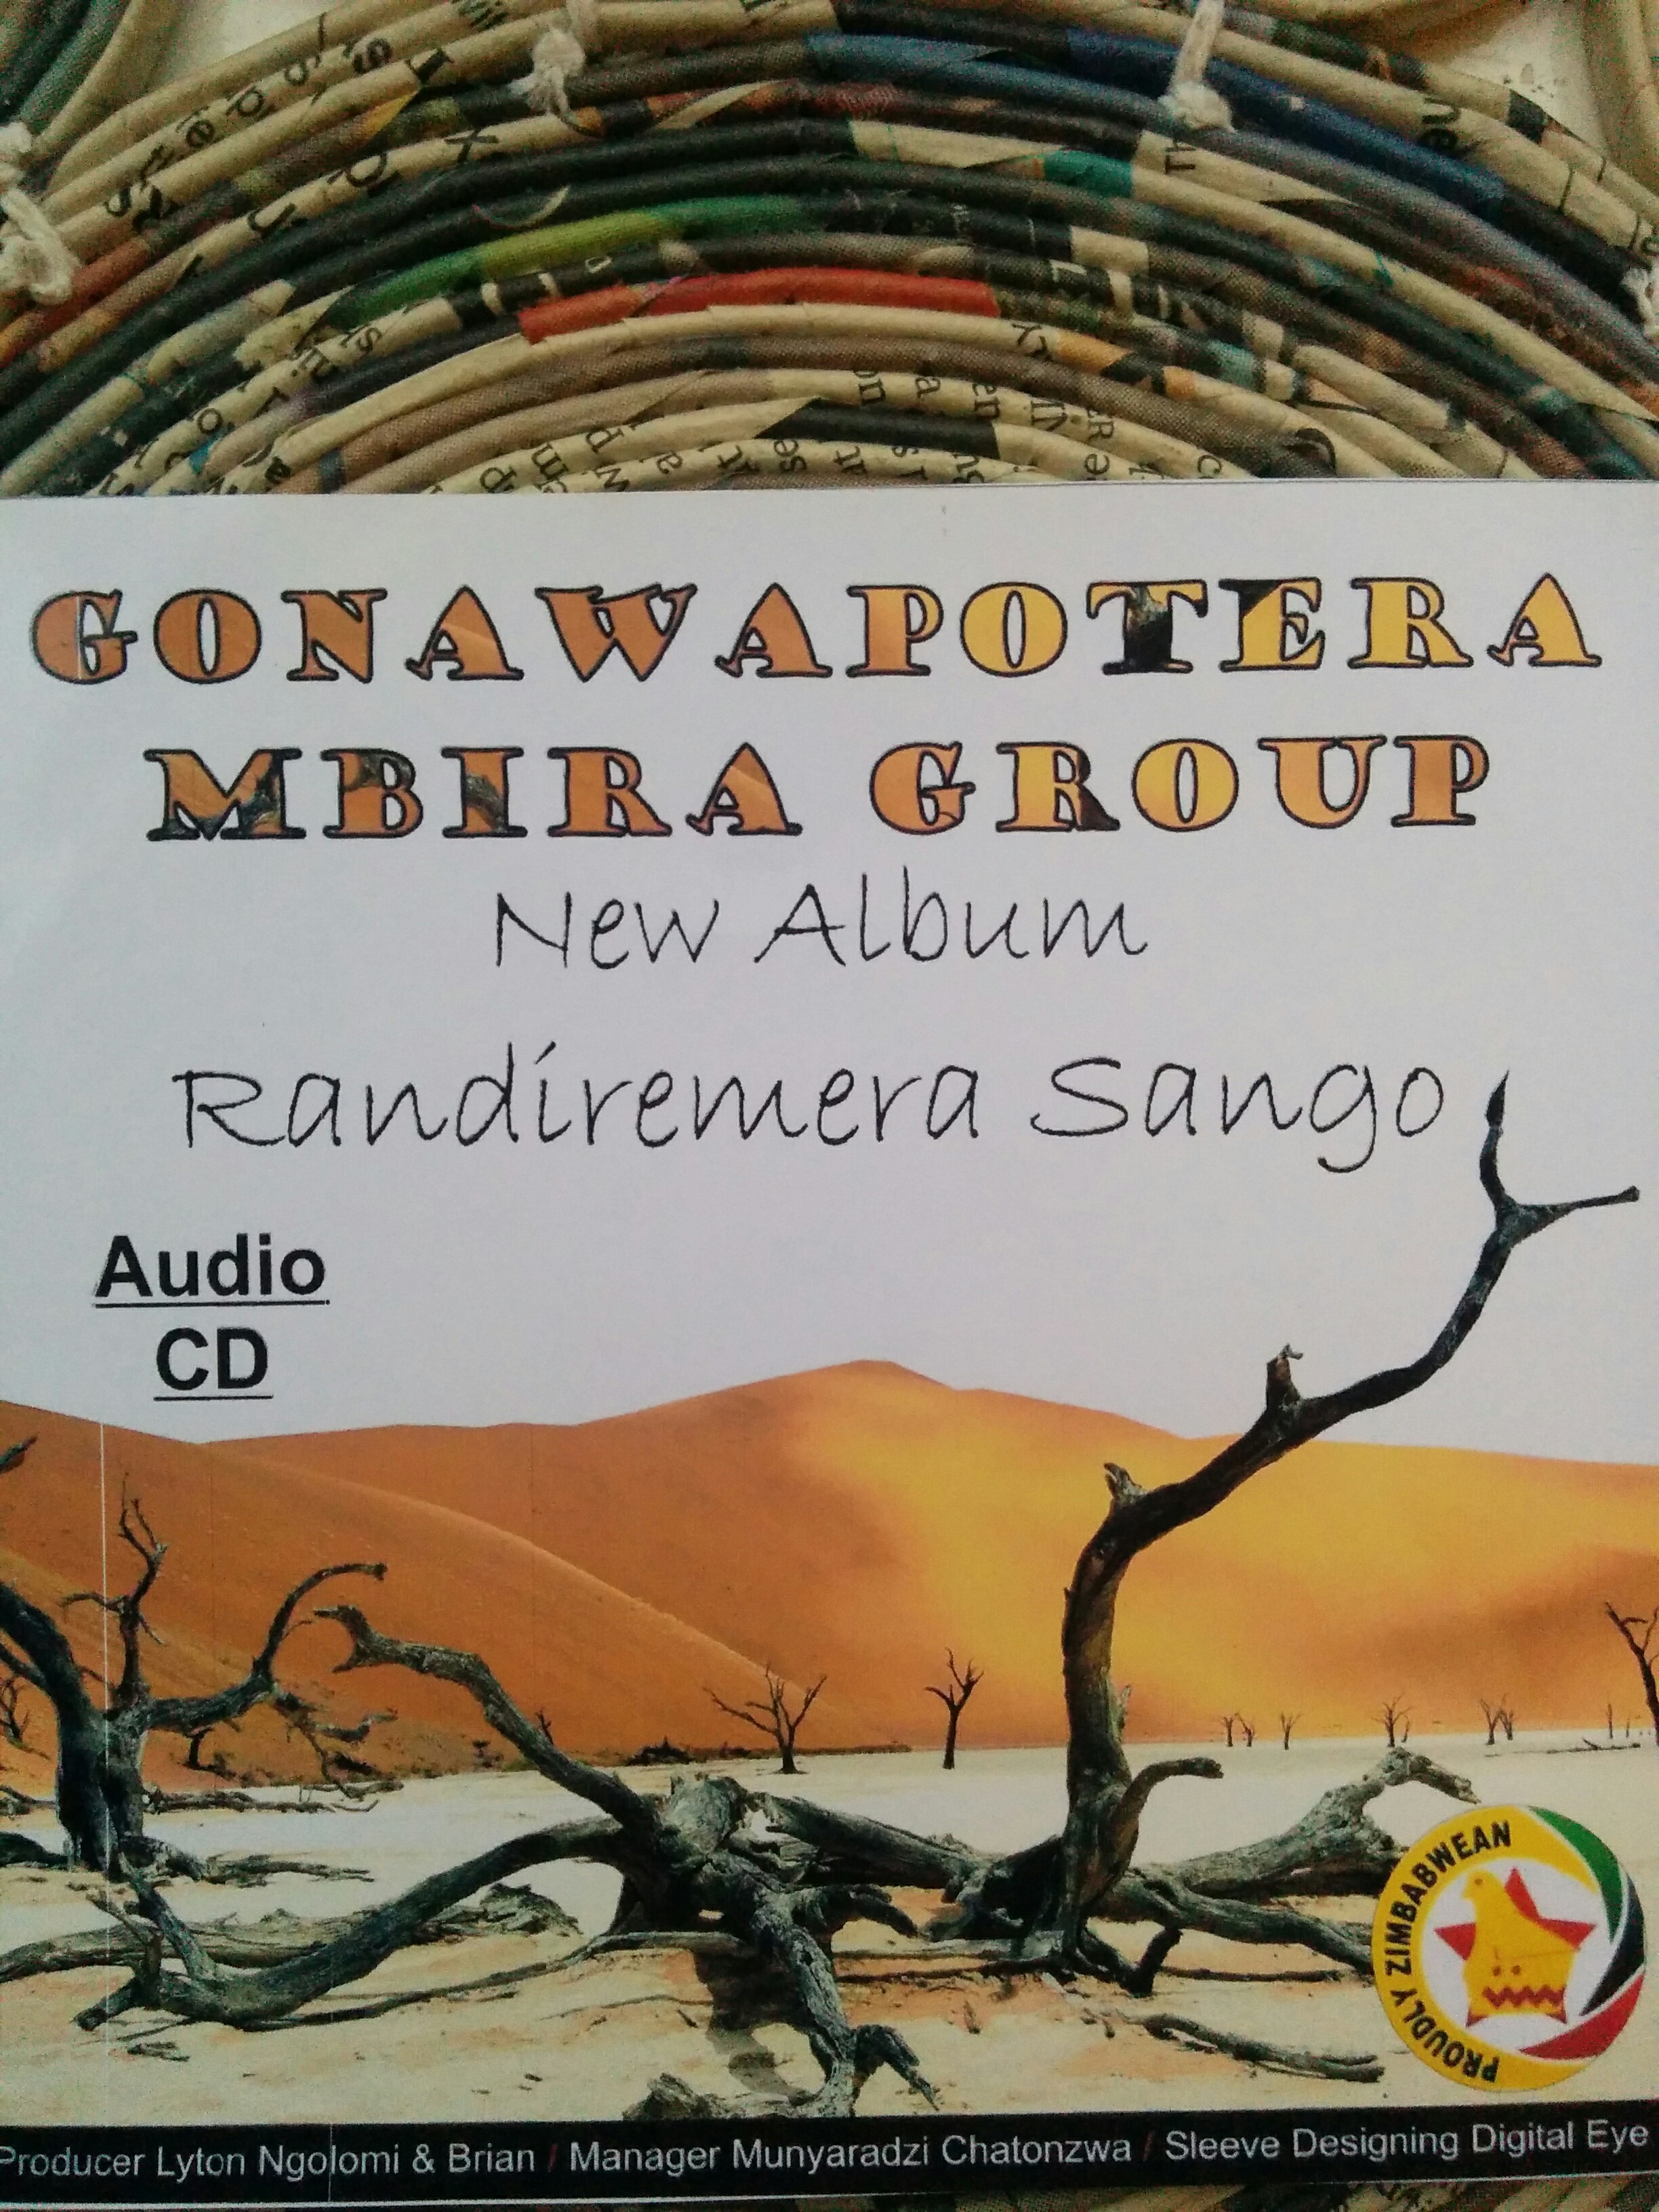 GONAWAPOTERA
MBIRA GROUP
New Album
Randiremera Sango
Audio
CD
PROUDLY ZIMBABWEAN
Producer Lyton Ngolomi & Brian / Manager Munyaradzi Chatonzwa / Sleeve Designing Digital Eye